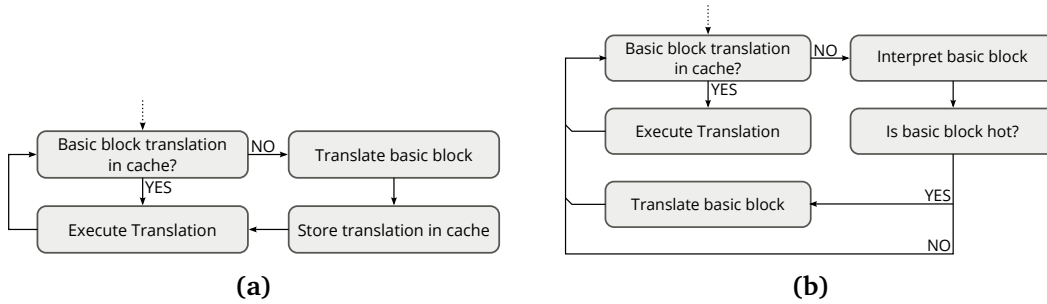 Basic block translation
in cache?
NO
Translate basic block
YES
Execute Translation
Store translation in cache
(a)
Basic block translation
in cache?
NO
Interpret basic block
YES
Execute Translation
Is basic block hot?
Translate basic block
YES
NO
(b)